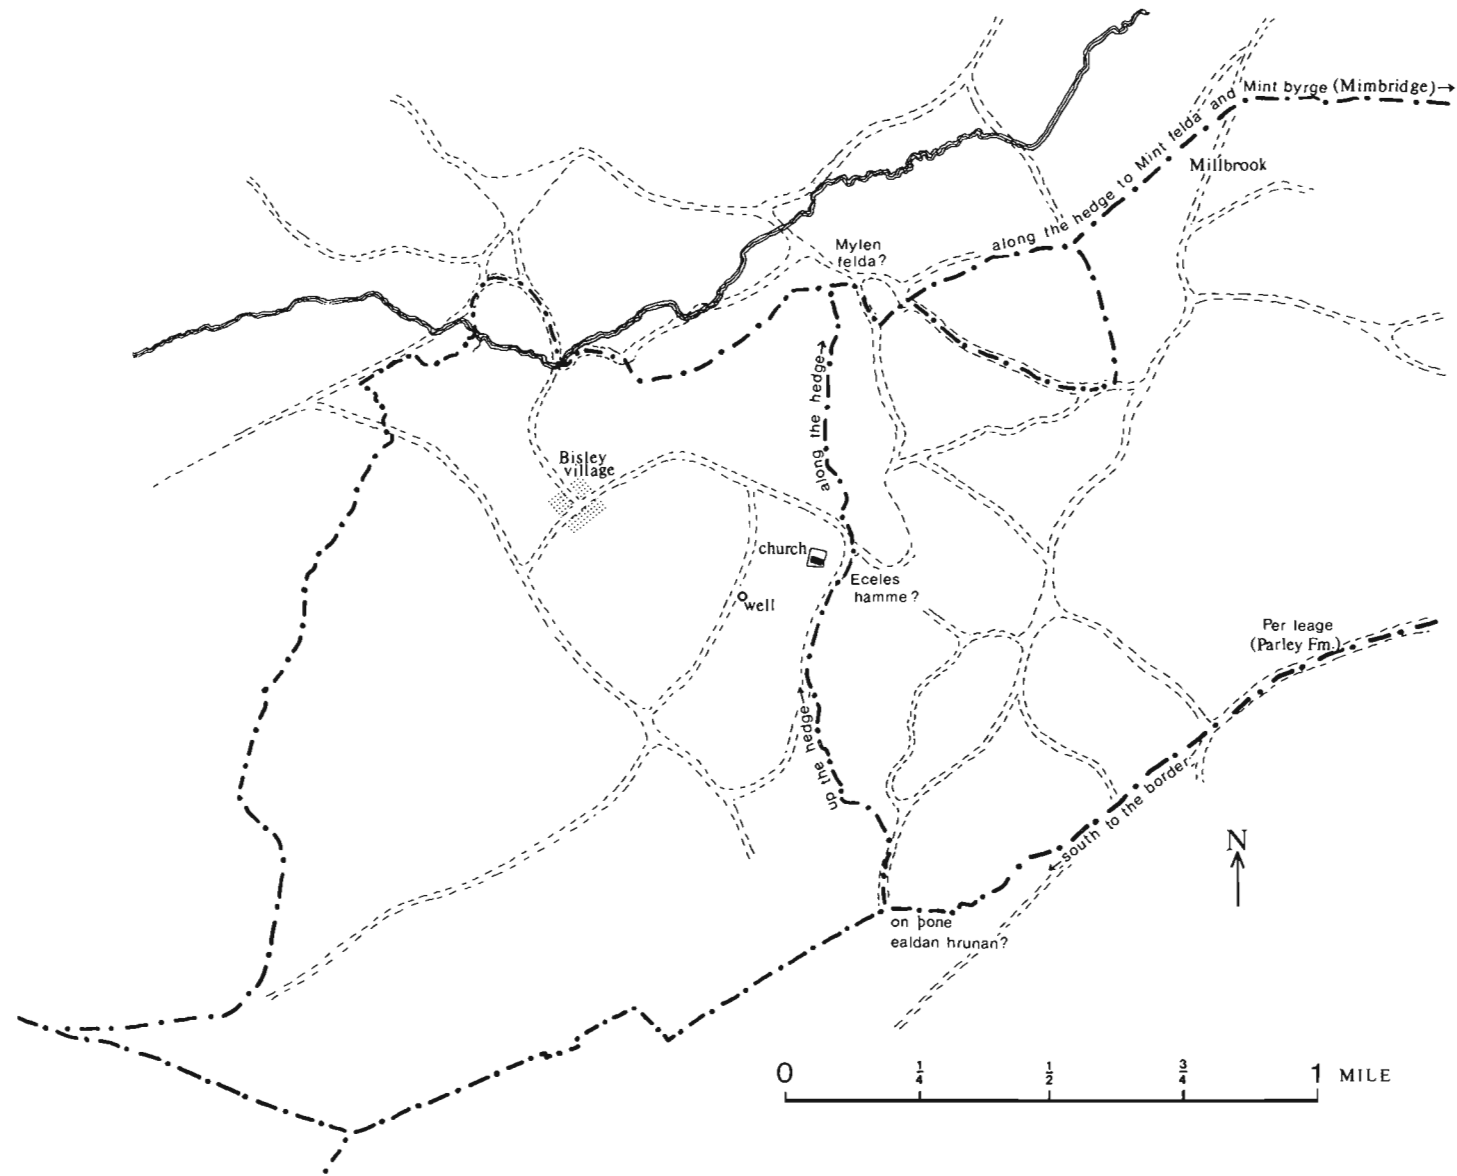 Mint byrge (Mimbridge)→
along the hedge to Mint felda and
Millbrook
Mylen
felda?
along the hedge→
Bisley
village
church
Eceles
hamme?
well
Per leage
(Parley Fm.)
up the hedge→
←south to the border
N
on þone
ealdan hrunan?
0 1/4 1/2 3/4 1 MILE